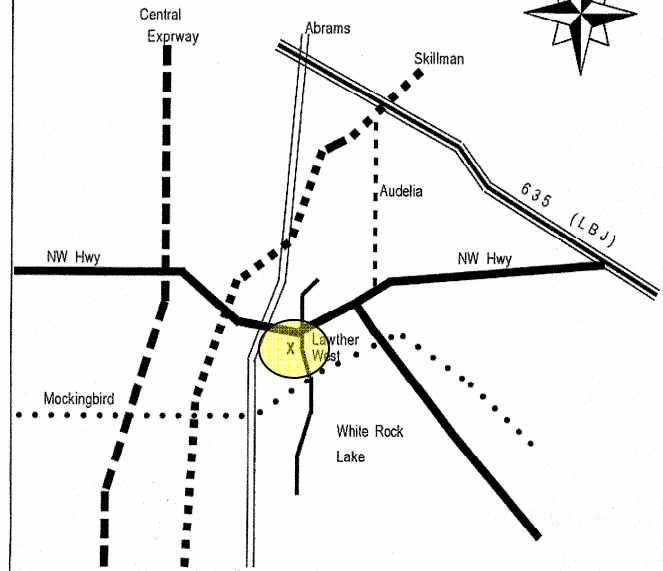 Central
Exprway
Abrams
Skillman
Audelia
635 (LBJ)
NW Hwy
NW Hwy
X
Lawther
West
Mockingbird
White Rock
Lake